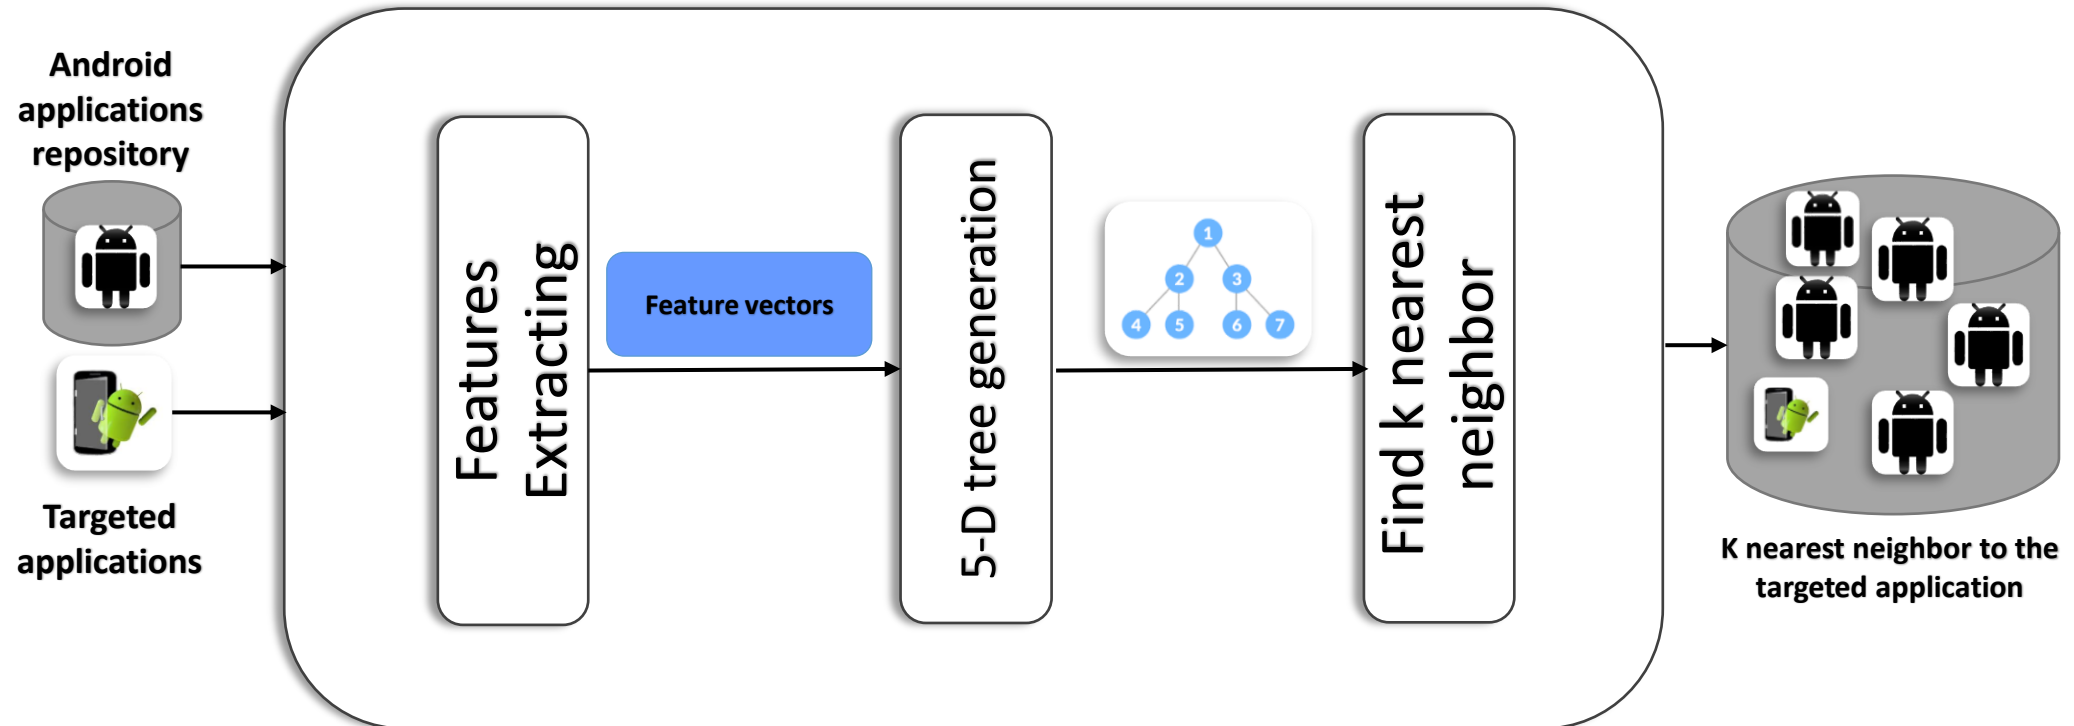 Android
applications
repository
Targeted
applications
Features
Extracting
Feature vectors
5-D tree generation
1
2
3
4
5
6
7
Find k nearest
neighbor
K nearest neighbor to the
targeted application